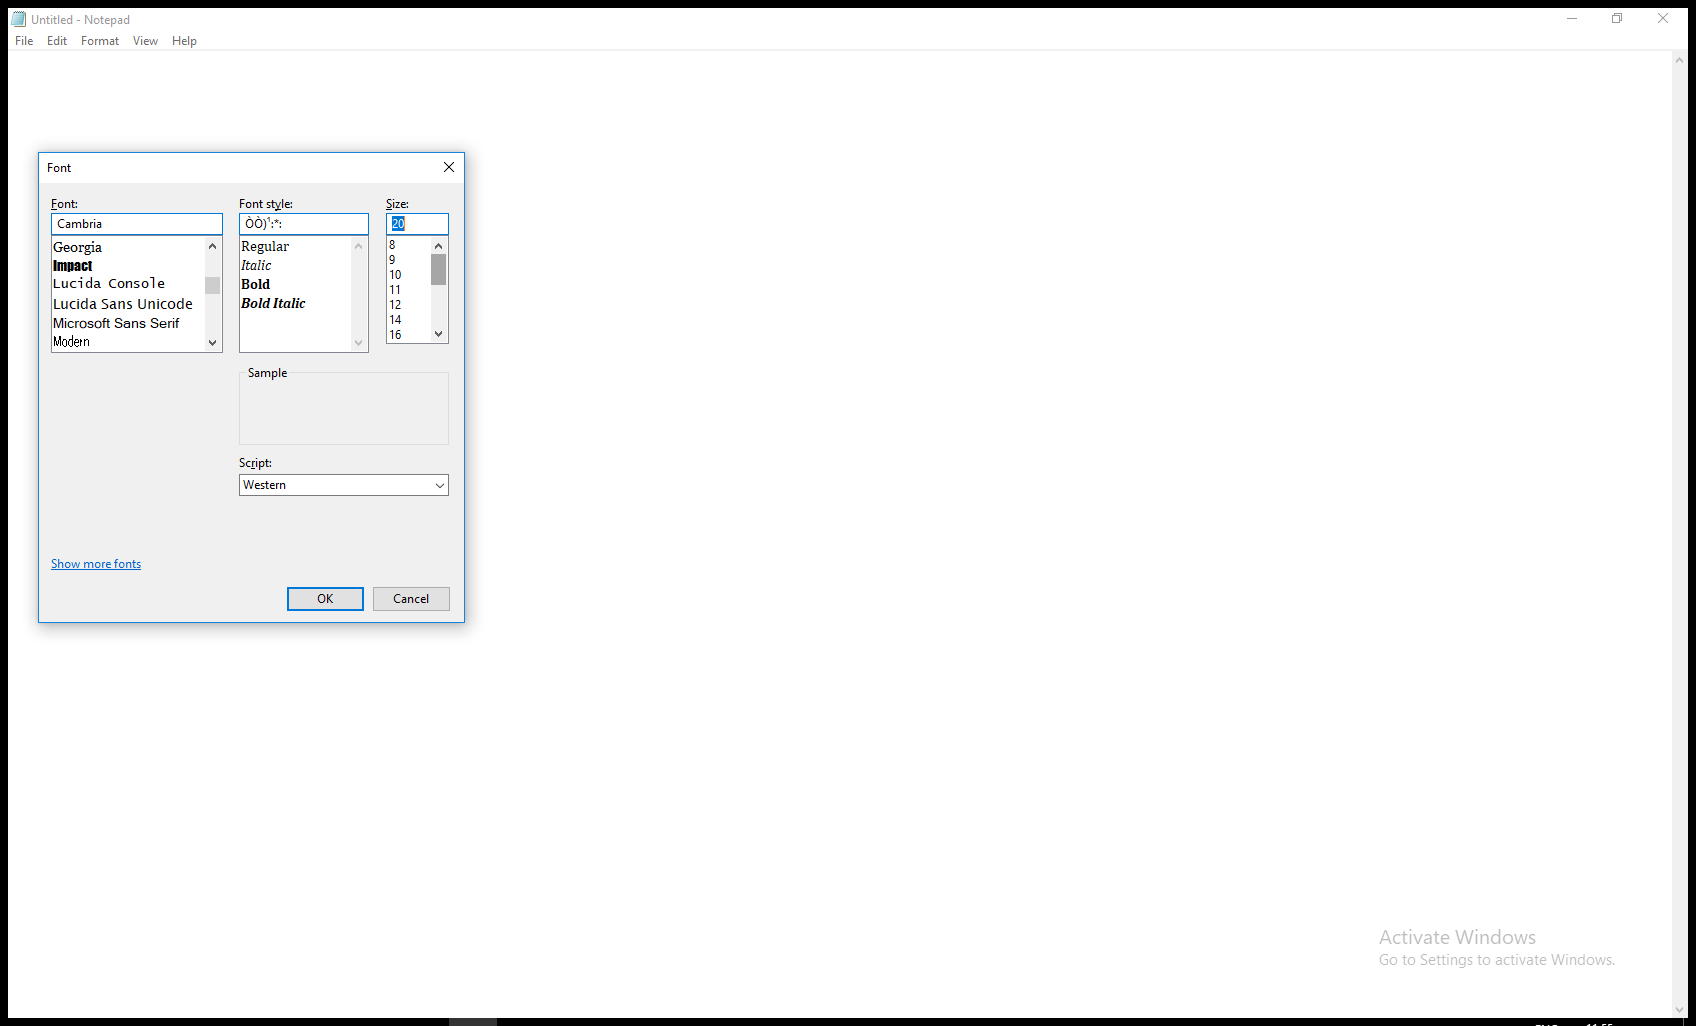 Untitled - Notepad
File Edit Format View Help
Font
Font: Font style: Size:
Cambria ÒÒ)¹:*: 20
Georgia Regular 8
Impact Italic 9
Lucida Console Bold 10
Lucida Sans Unicode Bold Italic 11
Microsoft Sans Serif 12
Modern 14
16
Sample
Script:
Western
Show more fonts
OK Cancel
Activate Windows
Go to Settings to activate Windows.